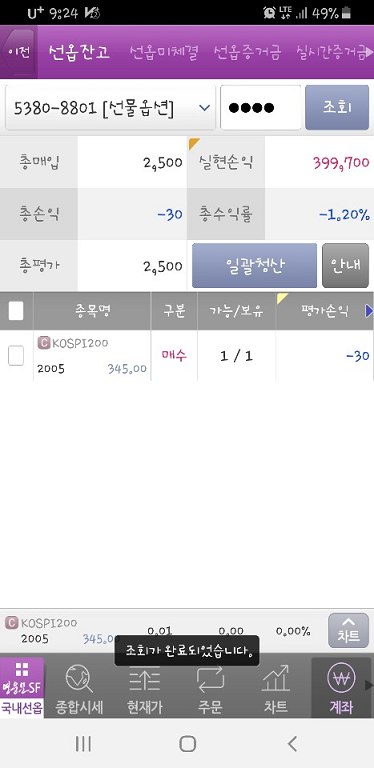 U+ 9:24 LTE 49%
이전 선옵잔고 선옵미체결 선옵증거금 실시간증거금
5380-8801 [선물옵션] ●●●● 조회
총매입 2,500 실현손익 399,700
총손익 -30 총수익률 -1.20%
총평가 2,500 일괄청산 안내
종목명 구분 가능/보유 평가손익
C KOSPI200
2005 345.00 매수 1 / 1 -30
C KOSPI200
2005 345.00 0.01 0.00 0.00% 차트
조회가 완료되었습니다.
영웅문SF
국내선옵 종합시세 현재가 주문 차트 계좌